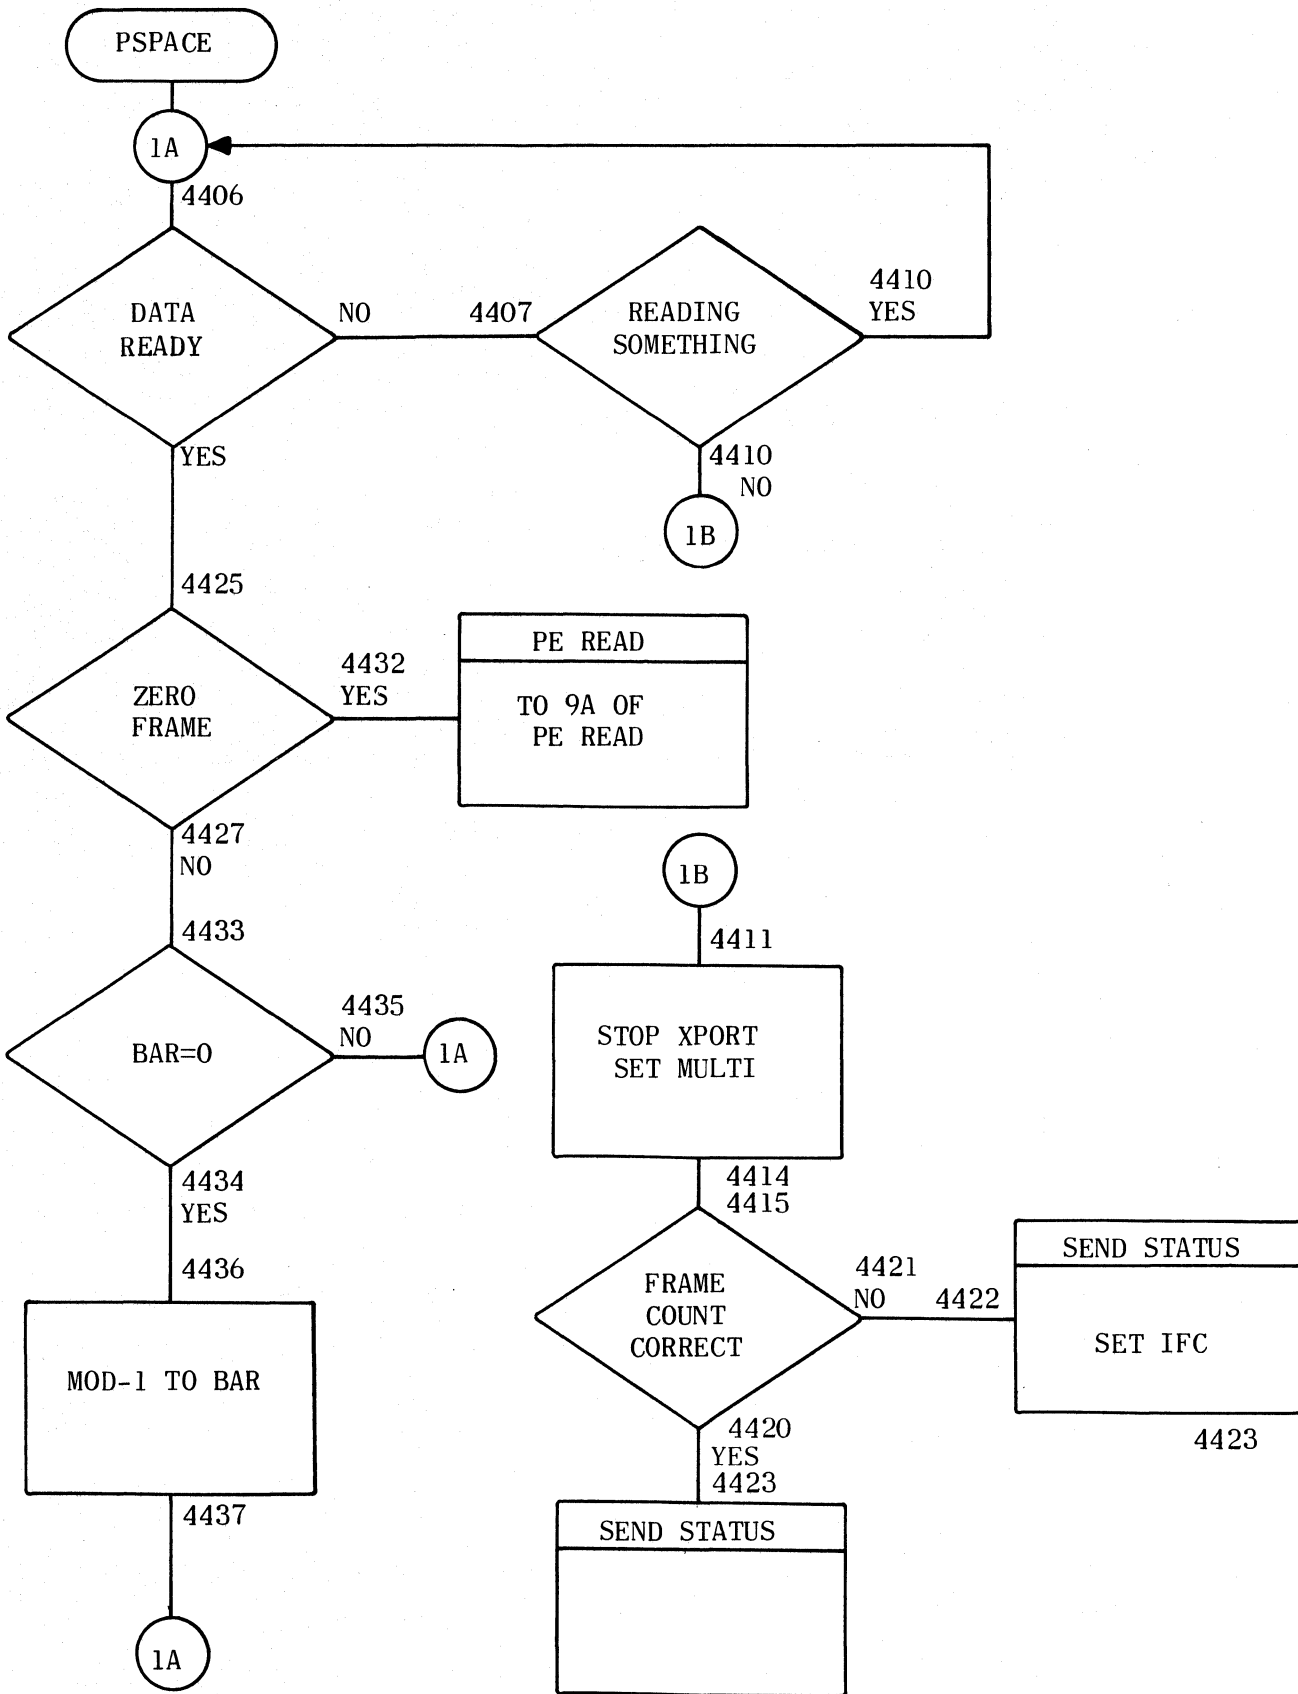 PSPACE
1A
4406
DATA
READY
NO
4407
READING
SOMETHING
4410
YES
YES
4410
NO
1B
4425
ZERO
FRAME
4432
YES
PE READ
TO 9A OF
PE READ
4427
NO
4433
BAR=0
4435
NO
1A
4434
YES
4436
MOD-1 TO BAR
4437
1A
1B
4411
STOP XPORT
SET MULTI
4414
4415
FRAME
COUNT
CORRECT
4421
NO
4422
SEND STATUS
SET IFC
4423
4420
YES
4423
SEND STATUS